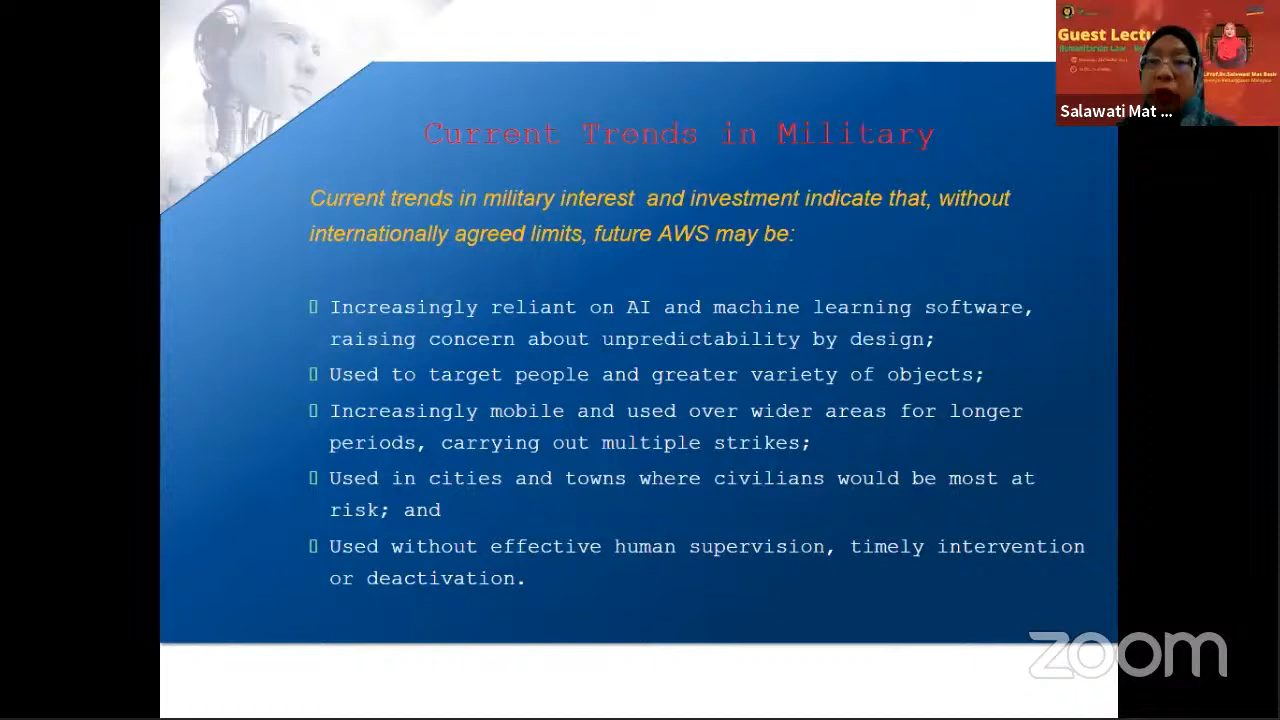 Current Trends in Military
Current trends in military interest and investment indicate that, without
internationally agreed limits, future AWS may be:
Increasingly reliant on AI and machine learning software,
raising concern about unpredictability by design;
Used to target people and greater variety of objects;
Increasingly mobile and used over wider areas for longer
periods, carrying out multiple strikes;
Used in cities and towns where civilians would be most at
risk; and
Used without effective human supervision, timely intervention
or deactivation.
Guest Lectu
Humanitarian Law
Salawati Mat ...
zoom